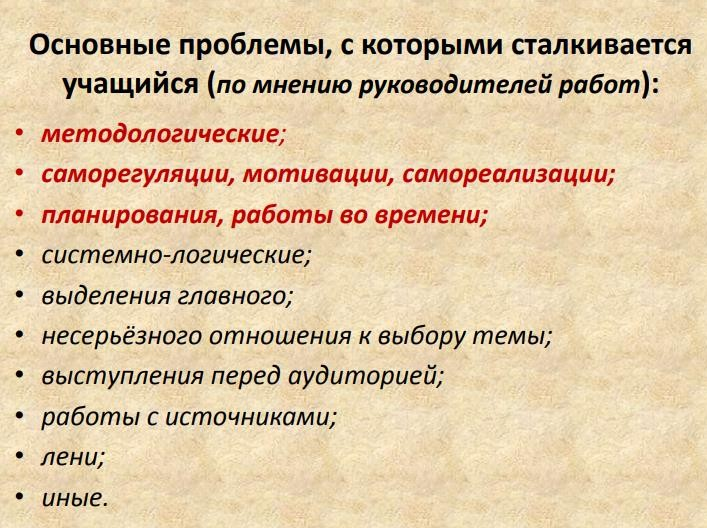 Основные проблемы, с которыми сталкивается
учащийся (по мнению руководителей работ):
• методологические;
• саморегуляции, мотивации, самореализации;
• планирования, работы во времени;
• системно-логические;
• выделения главного;
• несерьёзного отношения к выбору темы;
• выступления перед аудиторией;
• работы с источниками;
• лени;
• иные.